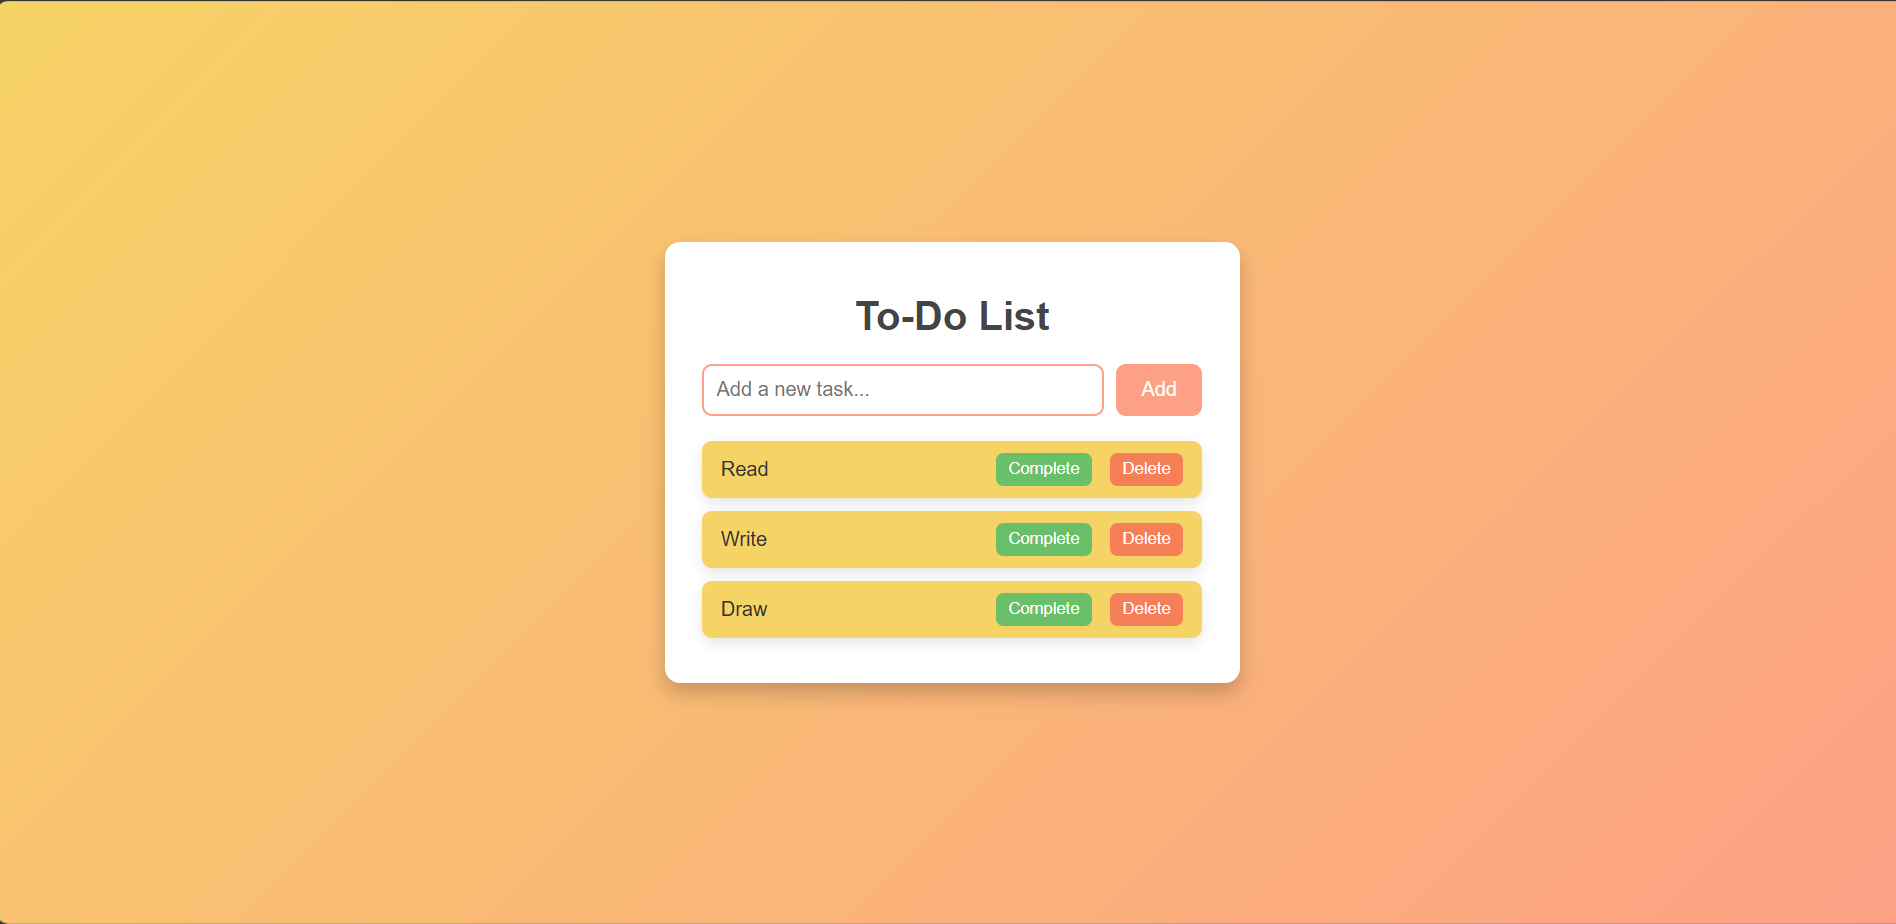 To-Do List
Add a new task... Add
Read Complete Delete
Write Complete Delete
Draw Complete Delete